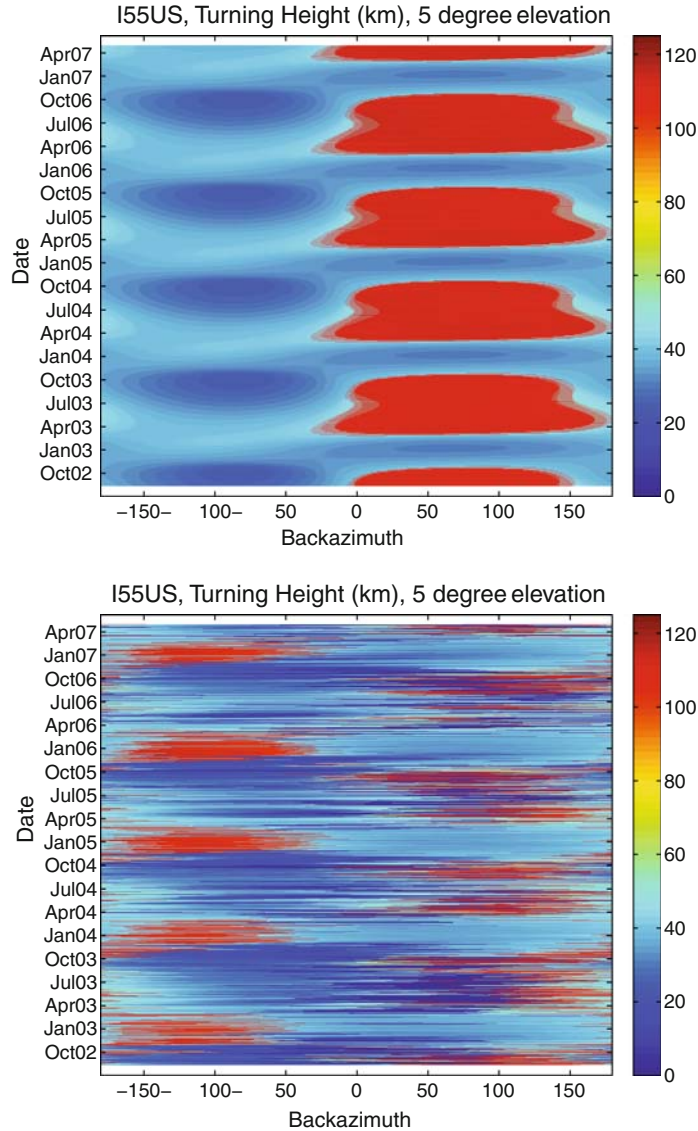 I55US, Turning Height (km), 5 degree elevation
Apr07
Jan07
Oct06
Jul06
Apr06
Jan06
Oct05
Jul05
Apr05
Jan05
Oct04
Jul04
Apr04
Jan04
Oct03
Jul03
Apr03
Jan03
Oct02
Date
120
100
80
60
40
20
0
−150− 100− 50 0 50 100 150
Backazimuth
I55US, Turning Height (km), 5 degree elevation
Apr07
Jan07
Oct06
Jul06
Apr06
Jan06
Oct05
Jul05
Apr05
Jan05
Oct04
Jul04
Apr04
Jan04
Oct03
Jul03
Apr03
Jan03
Oct02
Date
120
100
80
60
40
20
0
−150− 100− 50 0 50 100 150
Backazimuth